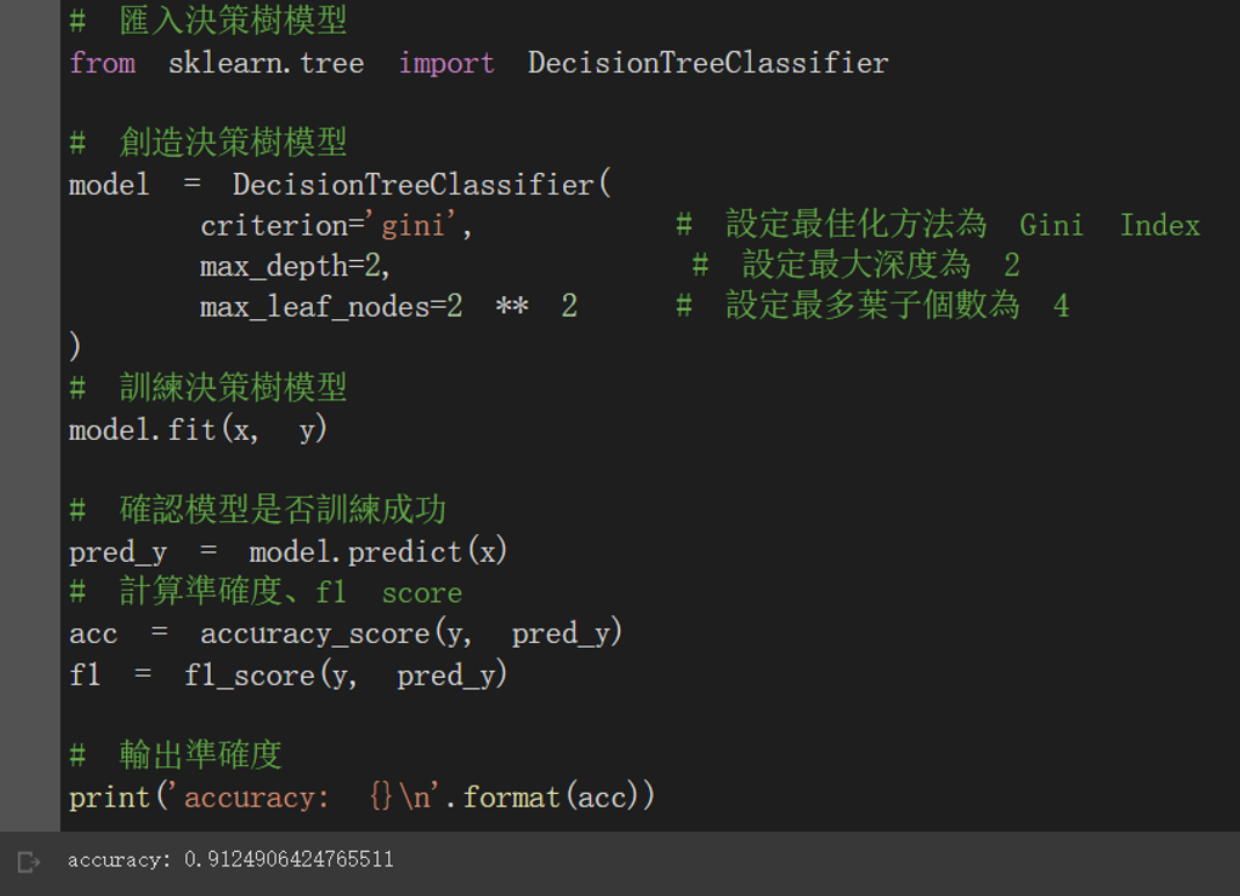 # 匯入決策樹模型
from sklearn.tree import DecisionTreeClassifier
# 創造決策樹模型
model = DecisionTreeClassifier(
criterion='gini', # 設定最佳化方法為 Gini Index
max_depth=2, # 設定最大深度為 2
max_leaf_nodes=2 ** 2 # 設定最多葉子個數為 4
)
# 訓練決策樹模型
model.fit(x, y)
# 確認模型是否訓練成功
pred_y = model.predict(x)
# 計算準確度、f1 score
acc = accuracy_score(y, pred_y)
f1 = f1_score(y, pred_y)
# 輸出準確度
print('accuracy: {}\n'.format(acc))
accuracy: 0.9124906424765511